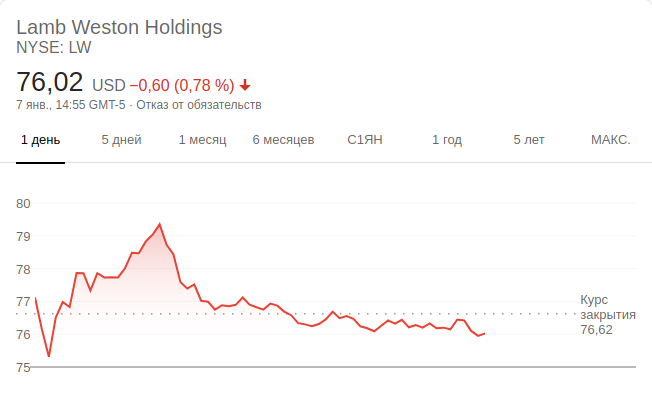 Lamb Weston Holdings
NYSE: LW
76,02 USD −0,60 (0,78 %)
7 янв., 14:55 GMT-5 · Отказ от обязательств
1 день 5 дней 1 месяц 6 месяцев С1ЯН 1 год 5 лет МАКС.
80
79
78
77
76
75
Курс
закрытия
76,62